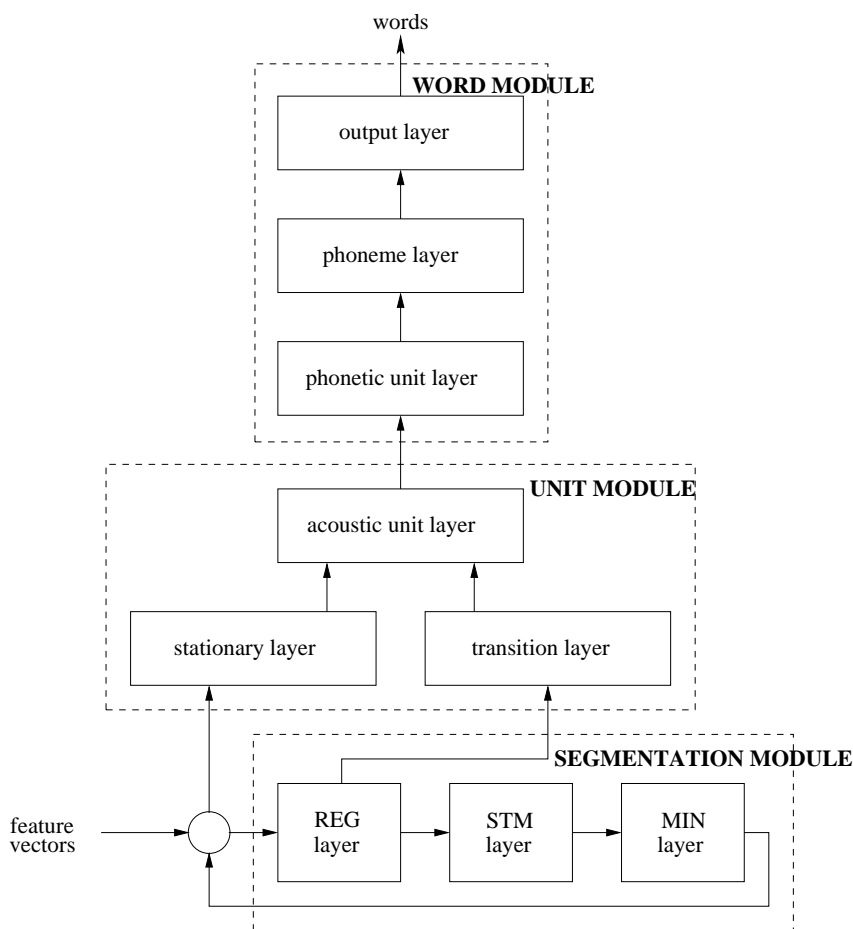 words
WORD MODULE
output layer
phoneme layer
phonetic unit layer
UNIT MODULE
acoustic unit layer
stationary layer
transition layer
SEGMENTATION MODULE
feature
vectors
REG
layer
STM
layer
MIN
layer